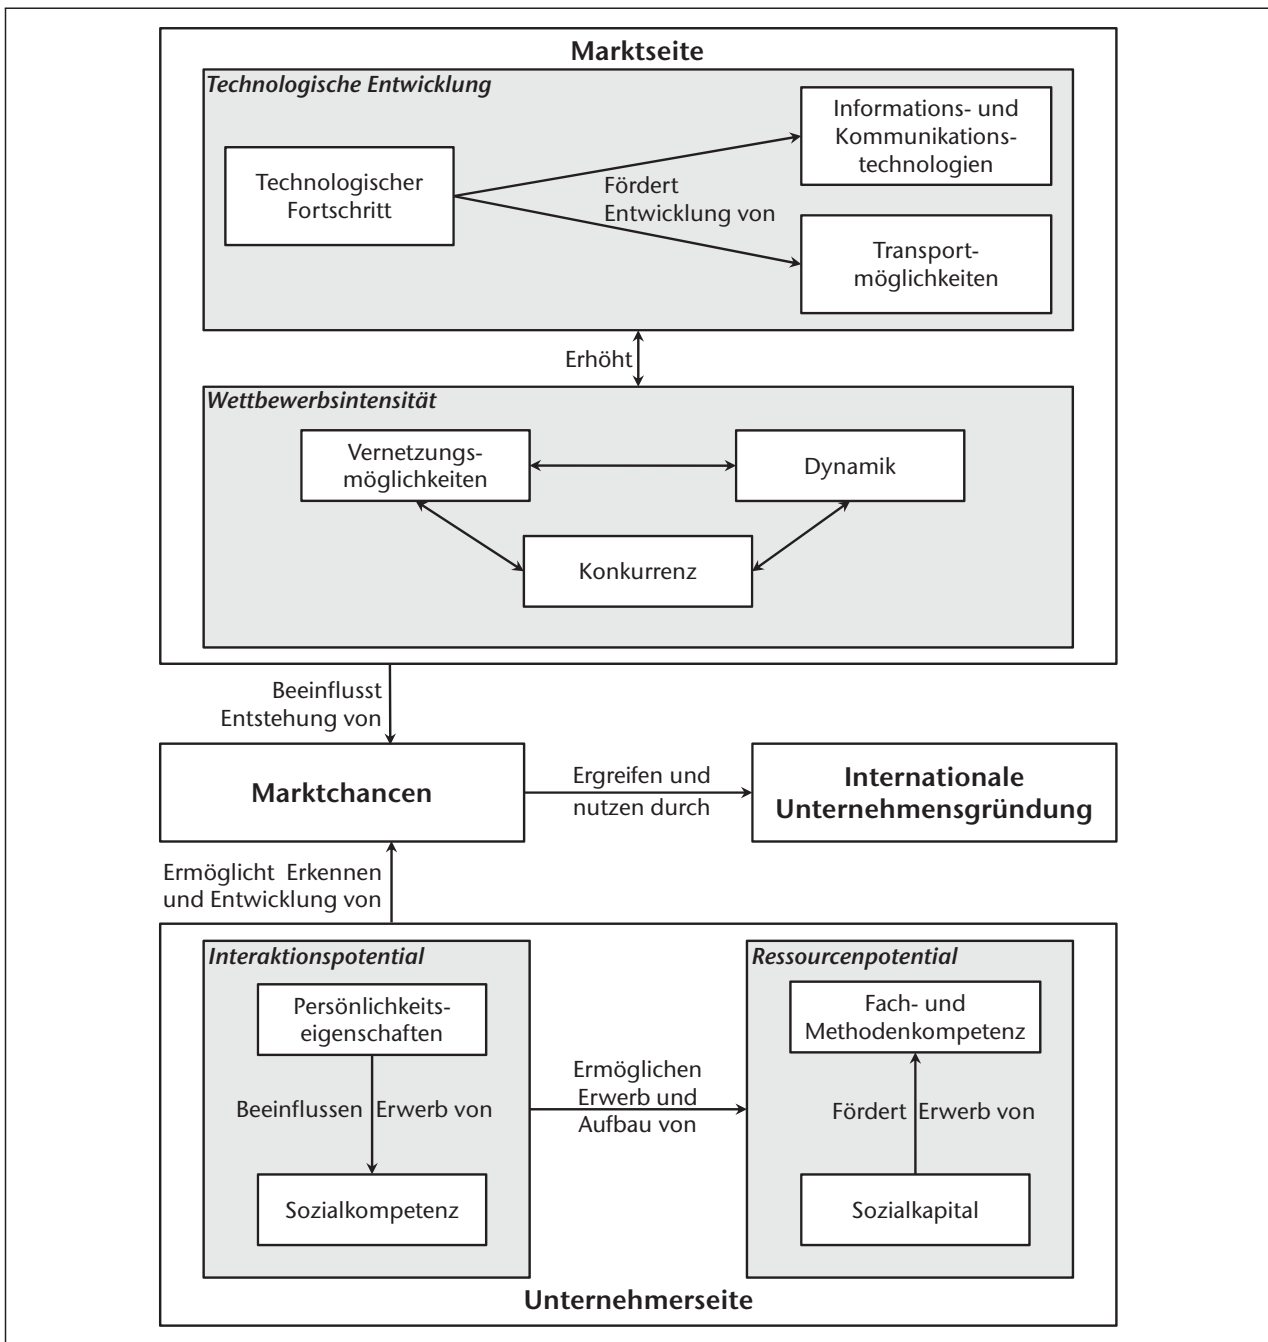 Marktseite
Technologische Entwicklung
Technologischer
Fortschritt
Fördert
Entwicklung von
Informations- und
Kommunikations-
technologien
Transport-
möglichkeiten
Erhöht
Wettbewerbsintensität
Vernetzungs-
möglichkeiten
Dynamik
Konkurrenz
Beeinflusst
Entstehung von
Marktchancen
Ergreifen und
nutzen durch
Internationale
Unternehmensgründung
Ermöglicht Erkennen
und Entwicklung von
Interaktionspotential
Persönlichkeits-
eigenschaften
Beeinflussen Erwerb von
Sozialkompetenz
Ermöglichen
Erwerb und
Aufbau von
Ressourcenpotential
Fach- und
Methodenkompetenz
Fördert Erwerb von
Sozialkapital
Unternehmerseite